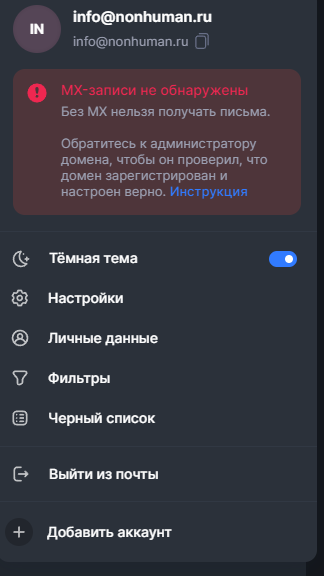 IN
info@nonhuman.ru
info@nonhuman.ru
MX-записи не обнаружены
Без MX нельзя получать письма.
Обратитесь к администратору
домена, чтобы он проверил, что
домен зарегистрирован и
настроен верно. Инструкция
Тёмная тема
Настройки
Личные данные
Фильтры
Черный список
Выйти из почты
Добавить аккаунт